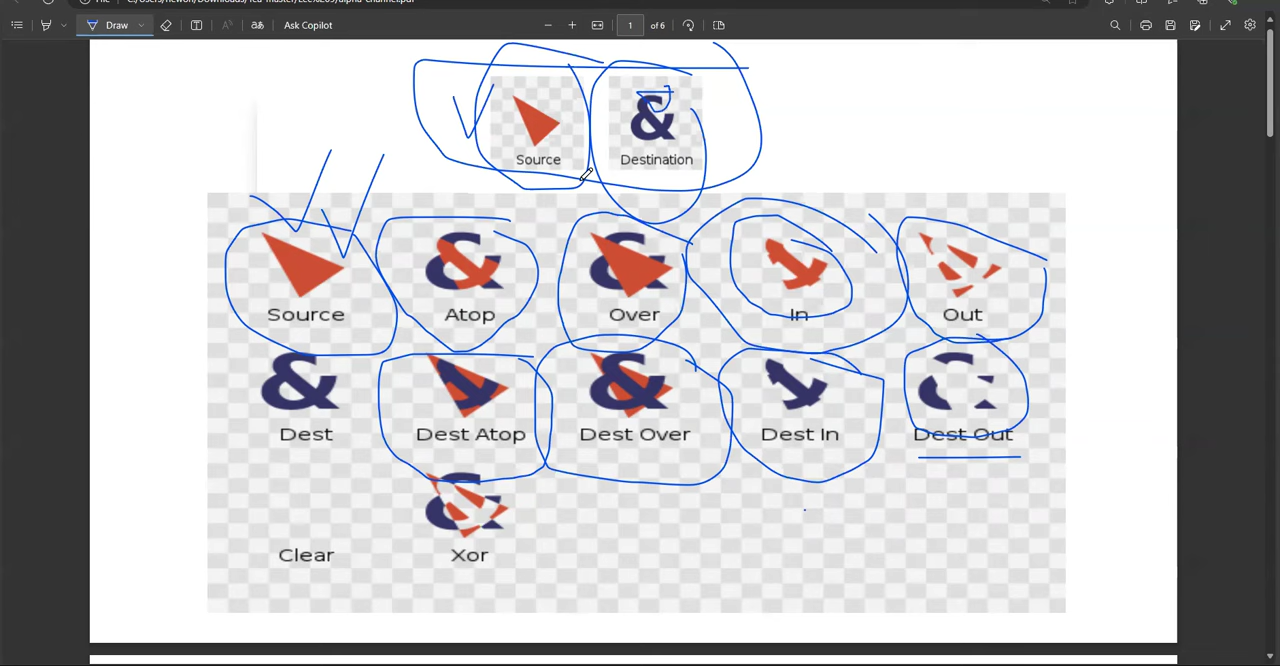 Draw
1 of 6
Ask Copilot
Source Destination
Source Atop Over In Out
Dest Dest Atop Dest Over Dest In Dest Out
Clear Xor